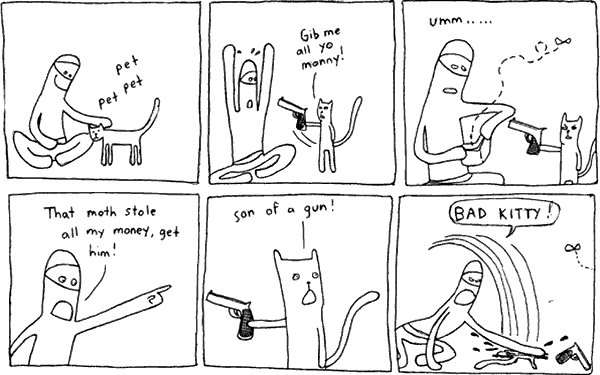 pet
pet pet
Gib me
all yo
monny!
umm.....
That moth stole
all my money, get
him!
son of a gun!
BAD KITTY!